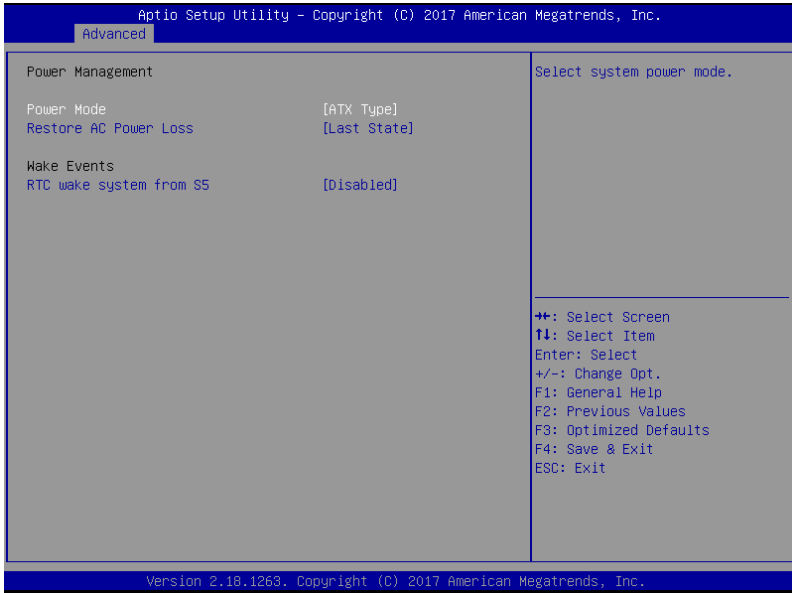 Aptio Setup Utility – Copyright (C) 2017 American Megatrends, Inc.
Advanced
Power Management
Power Mode [ATX Type]
Restore AC Power Loss [Last State]
Wake Events
RTC wake system from S5 [Disabled]
Select system power mode.
→←: Select Screen
↑↓: Select Item
Enter: Select
+/-: Change Opt.
F1: General Help
F2: Previous Values
F3: Optimized Defaults
F4: Save & Exit
ESC: Exit
Version 2.18.1263. Copyright (C) 2017 American Megatrends, Inc.